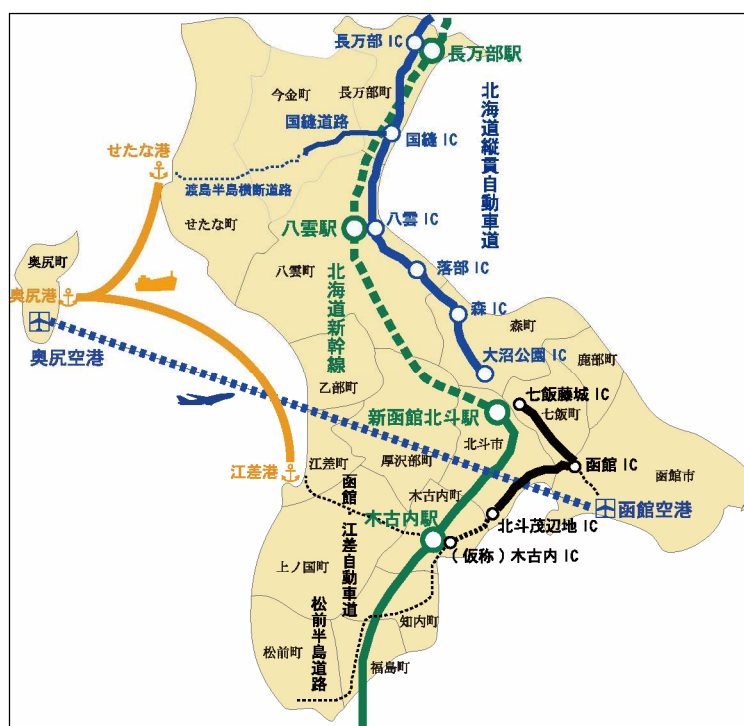 長万部 IC
長万部駅
今金町
長万部町
国縫道路
国縫 IC
せたな港
渡島半島横断道路
北海道縦貫自動車道
せたな町
八雲駅
八雲 IC
奥尻町
八雲町
落部 IC
北海道新幹線
奥尻港
森 IC
奥尻空港
森町
大沼公園 IC
鹿部町
乙部町
七飯藤城 IC
新函館北斗駅
七飯町
北斗市
江差港
江差町
厚沢部町
函館 IC
函館市
木古内町
函館・江差自動車道
函館空港
木古内駅
北斗茂辺地 IC
(仮称)木古内 IC
上ノ国町
松前半島道路
知内町
松前町
福島町